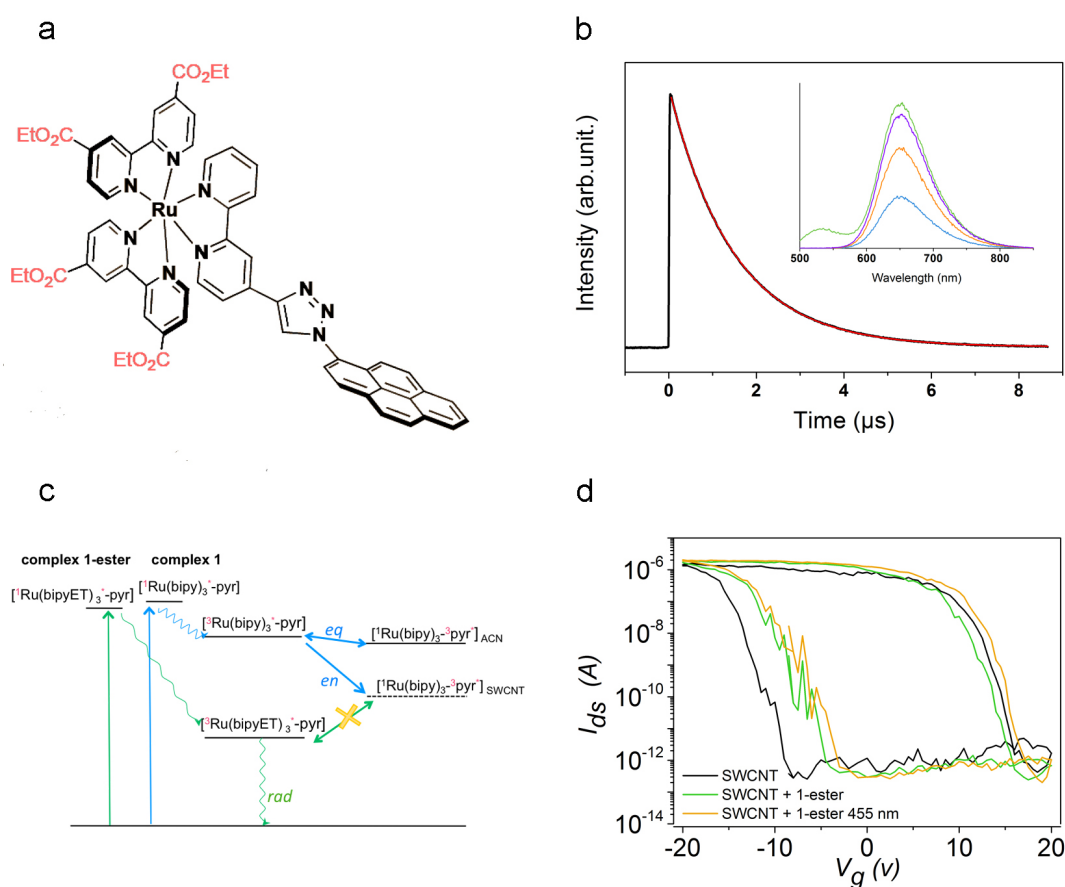 a
CO2Et
EtO2C
N
N
N
Ru
N
N
N
EtO2C
N
N
N
EtO2C
b
Intensity (arb.unit.)
500 600 700 800
Wavelength (nm)
0 2 4 6 8
Time (µs)
c
complex 1-ester complex 1
[1Ru(bipyET)3*-pyr] [1Ru(bipy)3*-pyr]
[3Ru(bipy)3*-pyr] eq [1Ru(bipy)3-3pyr*]ACN
en [1Ru(bipy)3-3pyr*]SWCNT
[3Ru(bipyET)3*-pyr]
rad
d
Ids (A)
10-6
10-8
10-10
10-12
10-14
SWCNT
SWCNT + 1-ester
SWCNT + 1-ester 455 nm
-20 -10 0 10 20
Vg (v)